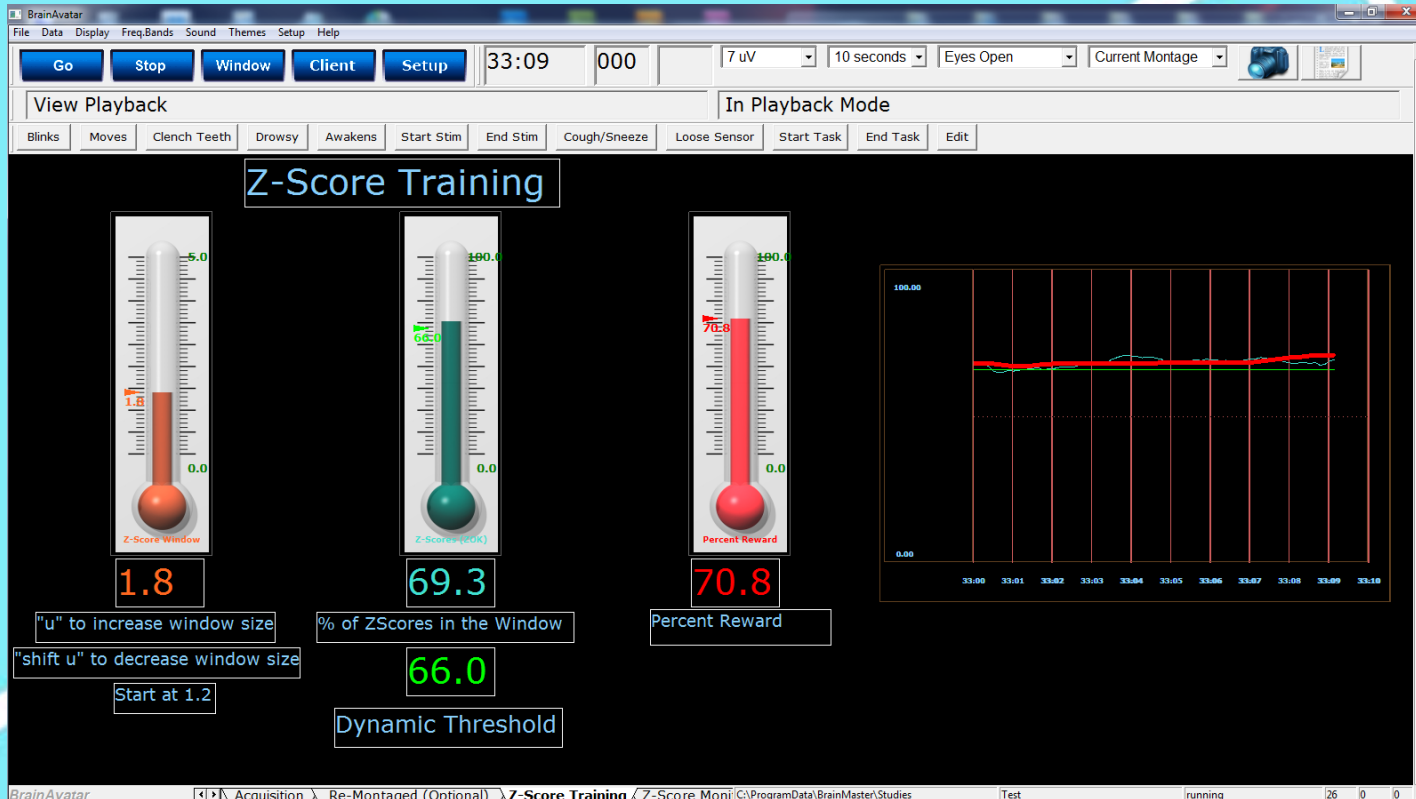 BrainAvatar
File Data Display Freq.Bands Sound Themes Setup Help
Go Stop Window Client Setup 33:09 000 7 uV 10 seconds Eyes Open Current Montage
View Playback In Playback Mode
Blinks Moves Clench Teeth Drowsy Awakens Start Stim End Stim Cough/Sneeze Loose Sensor Start Task End Task Edit
Z-Score Training
5.0 100.0 100.0
100.00
70.8
66.0
1.8
0.0 0.0 0.0
Z-Score Window Z-Scores (ZOK) Percent Reward
0.00
33:00 33:01 33:02 33:03 33:04 33:05 33:06 33:07 33:08 33:09 33:10
1.8 69.3 70.8
"u" to increase window size % of ZScores in the Window Percent Reward
"shift u" to decrease window size 66.0
Start at 1.2
Dynamic Threshold
BrainAvatar Acquisition Re-Montaged (Optional) Z-Score Training Z-Score Moni C:\ProgramData\BrainMaster\Studies Test running 26 0 0